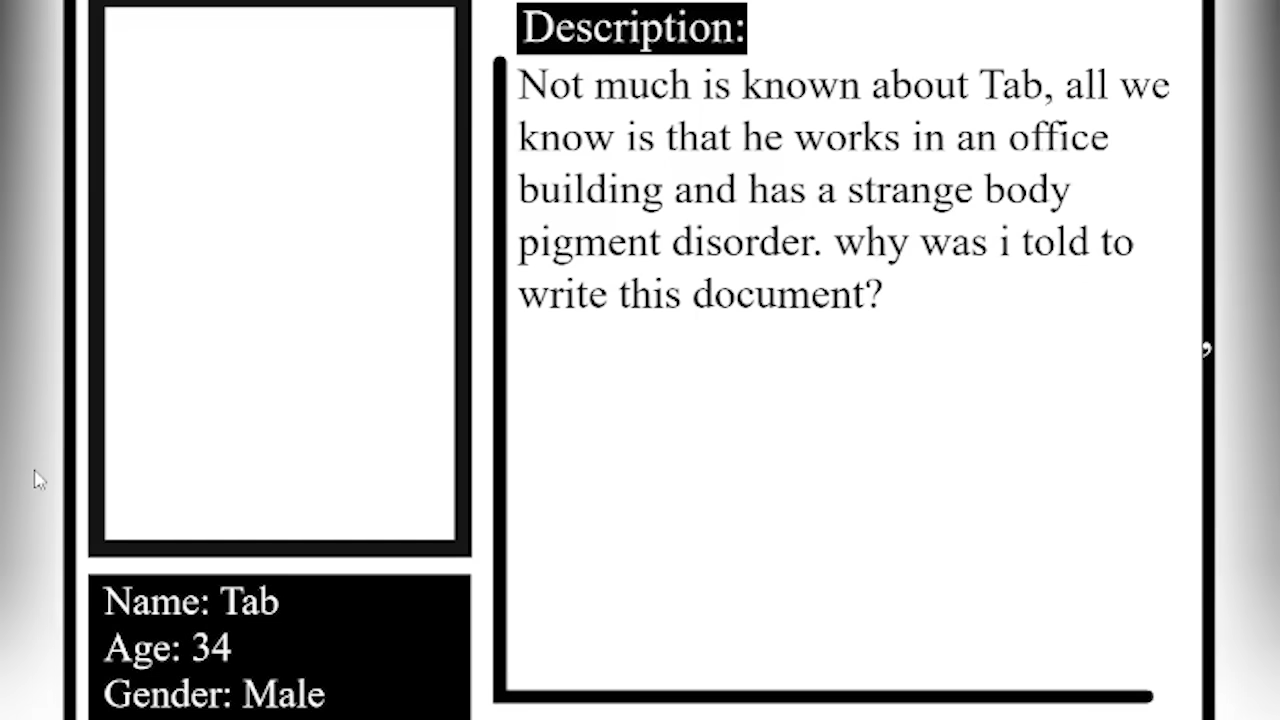 Description:
Not much is known about Tab, all we
know is that he works in an office
building and has a strange body
pigment disorder. why was i told to
write this document?
,
Name: Tab
Age: 34
Gender: Male